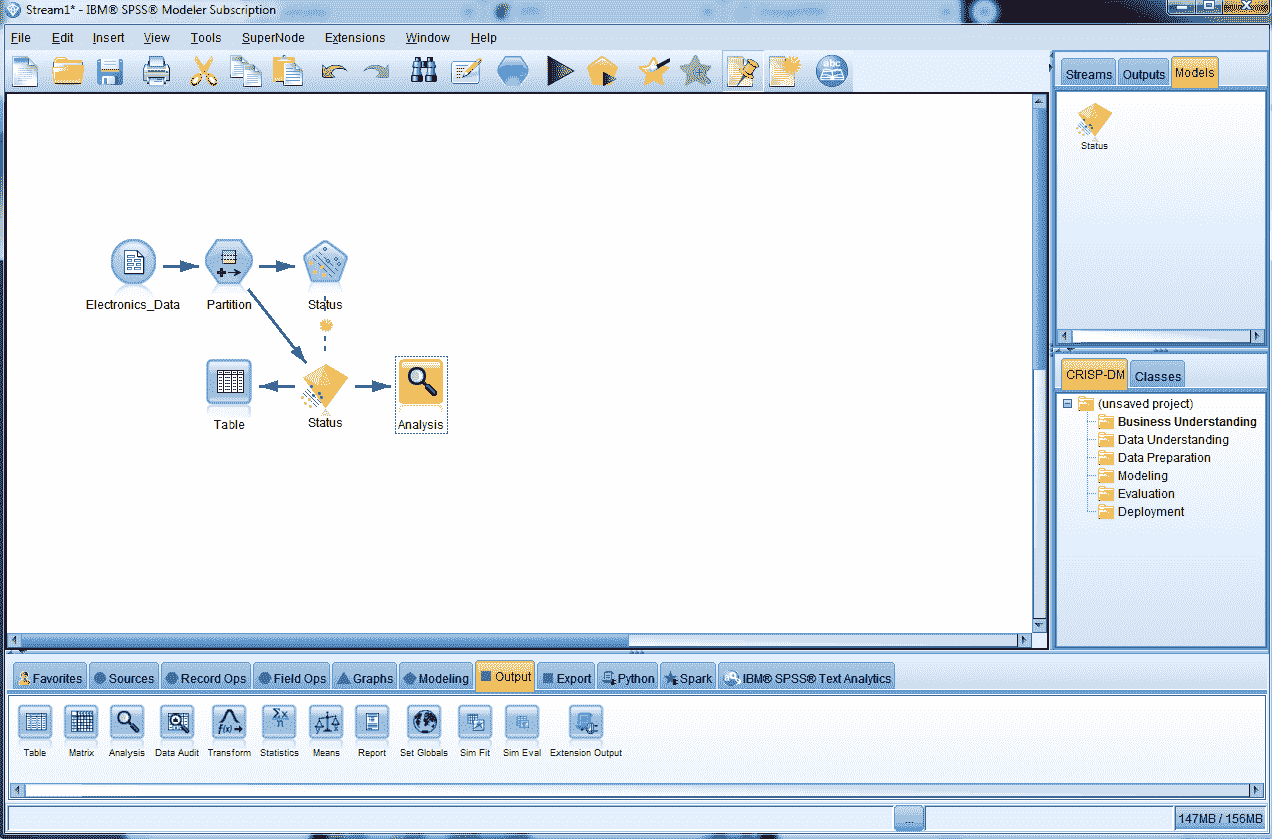 Stream1* - IBM® SPSS® Modeler Subscription
File Edit Insert View Tools SuperNode Extensions Window Help
abc
Streams Outputs Models
Status
Electronics_Data Partition Status
Table Status Analysis
CRISP-DM Classes
(unsaved project)
Business Understanding
Data Understanding
Data Preparation
Modeling
Evaluation
Deployment
Favorites Sources Record Ops Field Ops Graphs Modeling Output Export Python Spark IBM® SPSS® Text Analytics
Table Matrix Analysis Data Audit Transform Statistics Means Report Set Globals Sim Fit Sim Eval Extension Output
147MB / 156MB